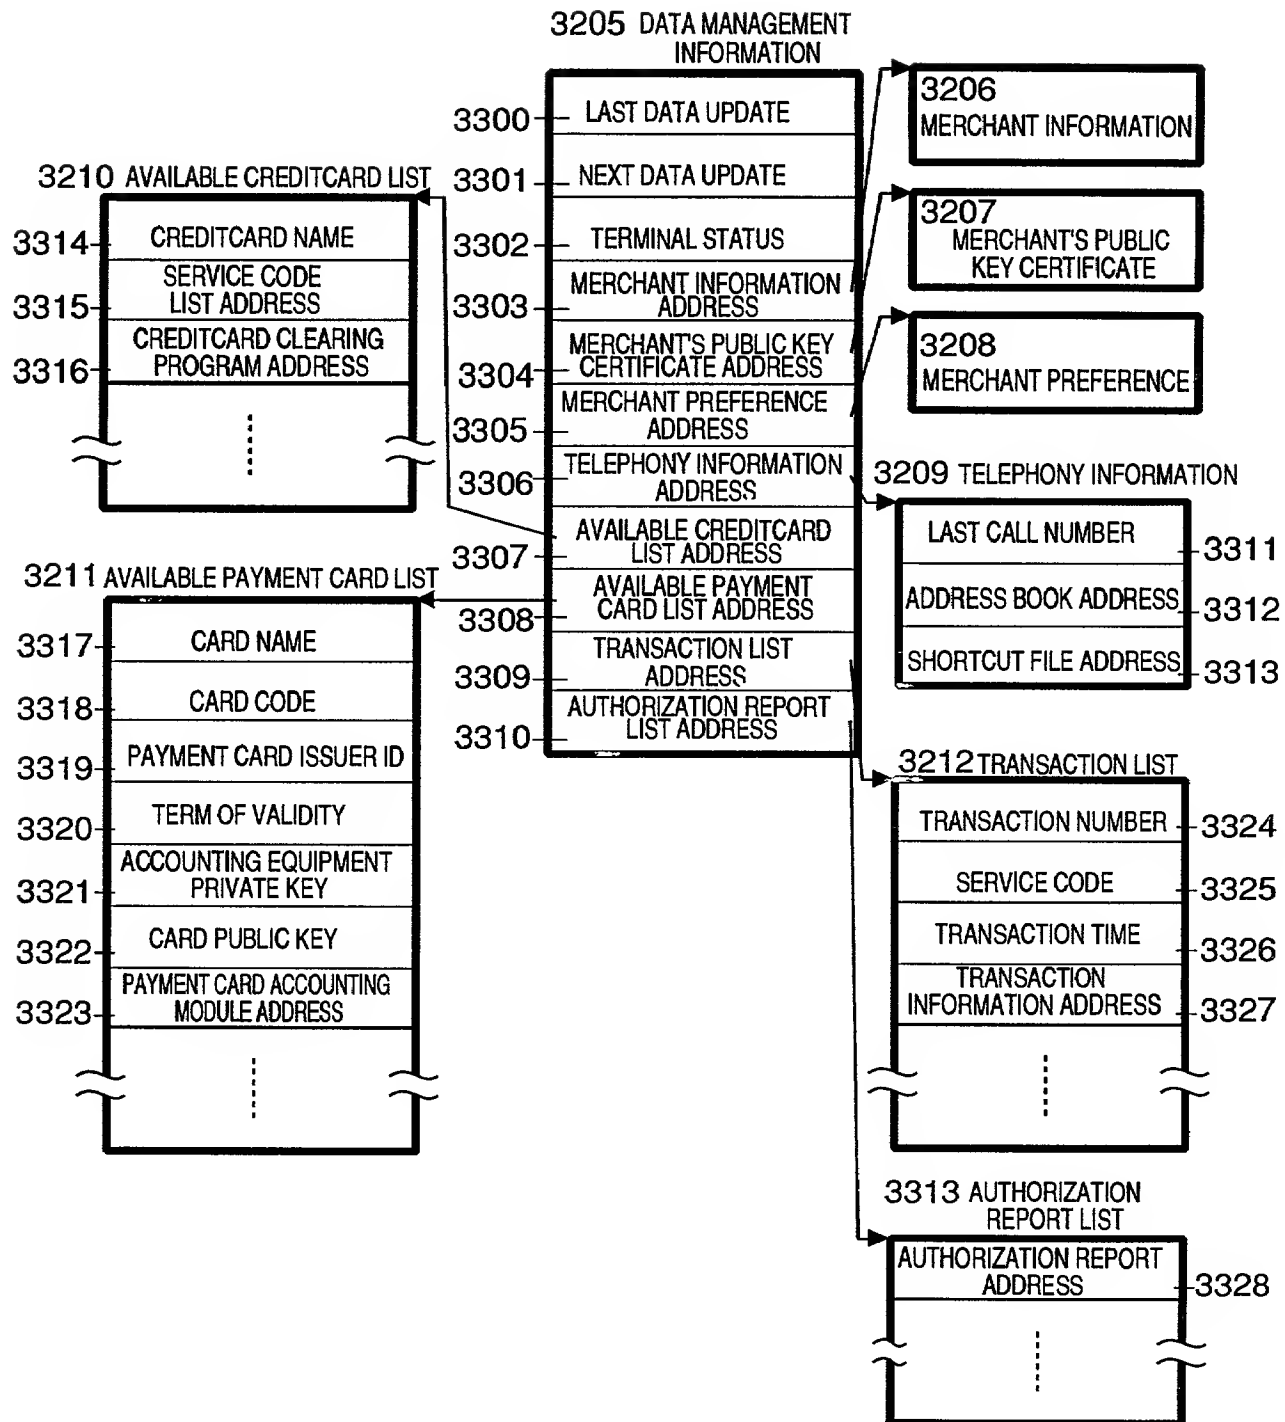 3205 DATA MANAGEMENT
INFORMATION
3300
LAST DATA UPDATE
3301
NEXT DATA UPDATE
3302
TERMINAL STATUS
3303
MERCHANT INFORMATION
ADDRESS
3304
MERCHANT'S PUBLIC KEY
CERTIFICATE ADDRESS
3305
MERCHANT PREFERENCE
ADDRESS
3306
TELEPHONY INFORMATION
ADDRESS
3307
AVAILABLE CREDITCARD
LIST ADDRESS
3308
AVAILABLE PAYMENT
CARD LIST ADDRESS
3309
TRANSACTION LIST
ADDRESS
3310
AUTHORIZATION REPORT
LIST ADDRESS
3210 AVAILABLE CREDITCARD LIST
3314
CREDITCARD NAME
3315
SERVICE CODE
LIST ADDRESS
3316
CREDITCARD CLEARING
PROGRAM ADDRESS
3211 AVAILABLE PAYMENT CARD LIST
3317
CARD NAME
3318
CARD CODE
3319
PAYMENT CARD ISSUER ID
3320
TERM OF VALIDITY
3321
ACCOUNTING EQUIPMENT
PRIVATE KEY
3322
CARD PUBLIC KEY
3323
PAYMENT CARD ACCOUNTING
MODULE ADDRESS
3206
MERCHANT INFORMATION
3207
MERCHANT'S PUBLIC
KEY CERTIFICATE
3208
MERCHANT PREFERENCE
3209 TELEPHONY INFORMATION
LAST CALL NUMBER
3311
ADDRESS BOOK ADDRESS
3312
SHORTCUT FILE ADDRESS
3313
3212 TRANSACTION LIST
TRANSACTION NUMBER
3324
SERVICE CODE
3325
TRANSACTION TIME
3326
TRANSACTION
INFORMATION ADDRESS
3327
3313 AUTHORIZATION
REPORT LIST
AUTHORIZATION REPORT
ADDRESS
3328